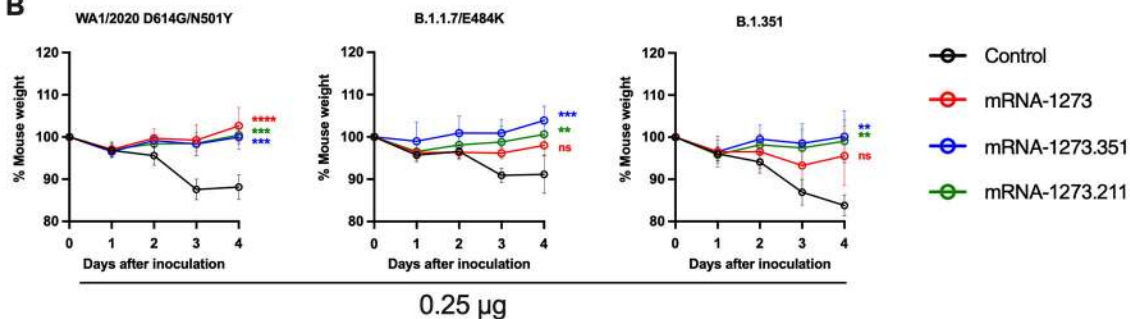 B
WA1/2020 D614G/N501Y
% Mouse weight
120
110
100
90
80
0 1 2 3 4
Days after inoculation
****
***
***
B.1.1.7/E484K
% Mouse weight
120
110
100
90
80
0 1 2 3 4
Days after inoculation
***
**
ns
B.1.351
% Mouse weight
120
110
100
90
80
0 1 2 3 4
Days after inoculation
**
**
ns
0.25 µg
Control
mRNA-1273
mRNA-1273.351
mRNA-1273.211